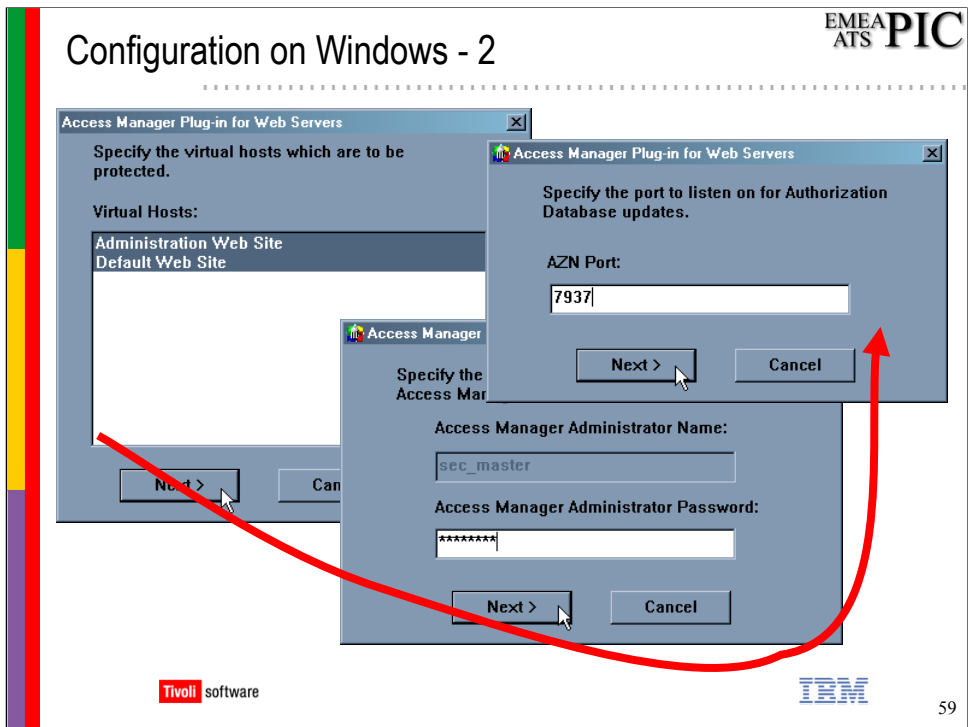 Configuration on Windows - 2
EMEA
ATS PIC
Access Manager Plug-in for Web Servers
Specify the virtual hosts which are to be
protected.
Virtual Hosts:
Administration Web Site
Default Web Site
Next >
Can
Access Manager
Specify the
Access Mar
Access Manager Administrator Name:
sec_master
Access Manager Administrator Password:
********
Next >
Cancel
Access Manager Plug-in for Web Servers
Specify the port to listen on for Authorization
Database updates.
AZN Port:
7937
Next >
Cancel
Tivoli software
IBM
59